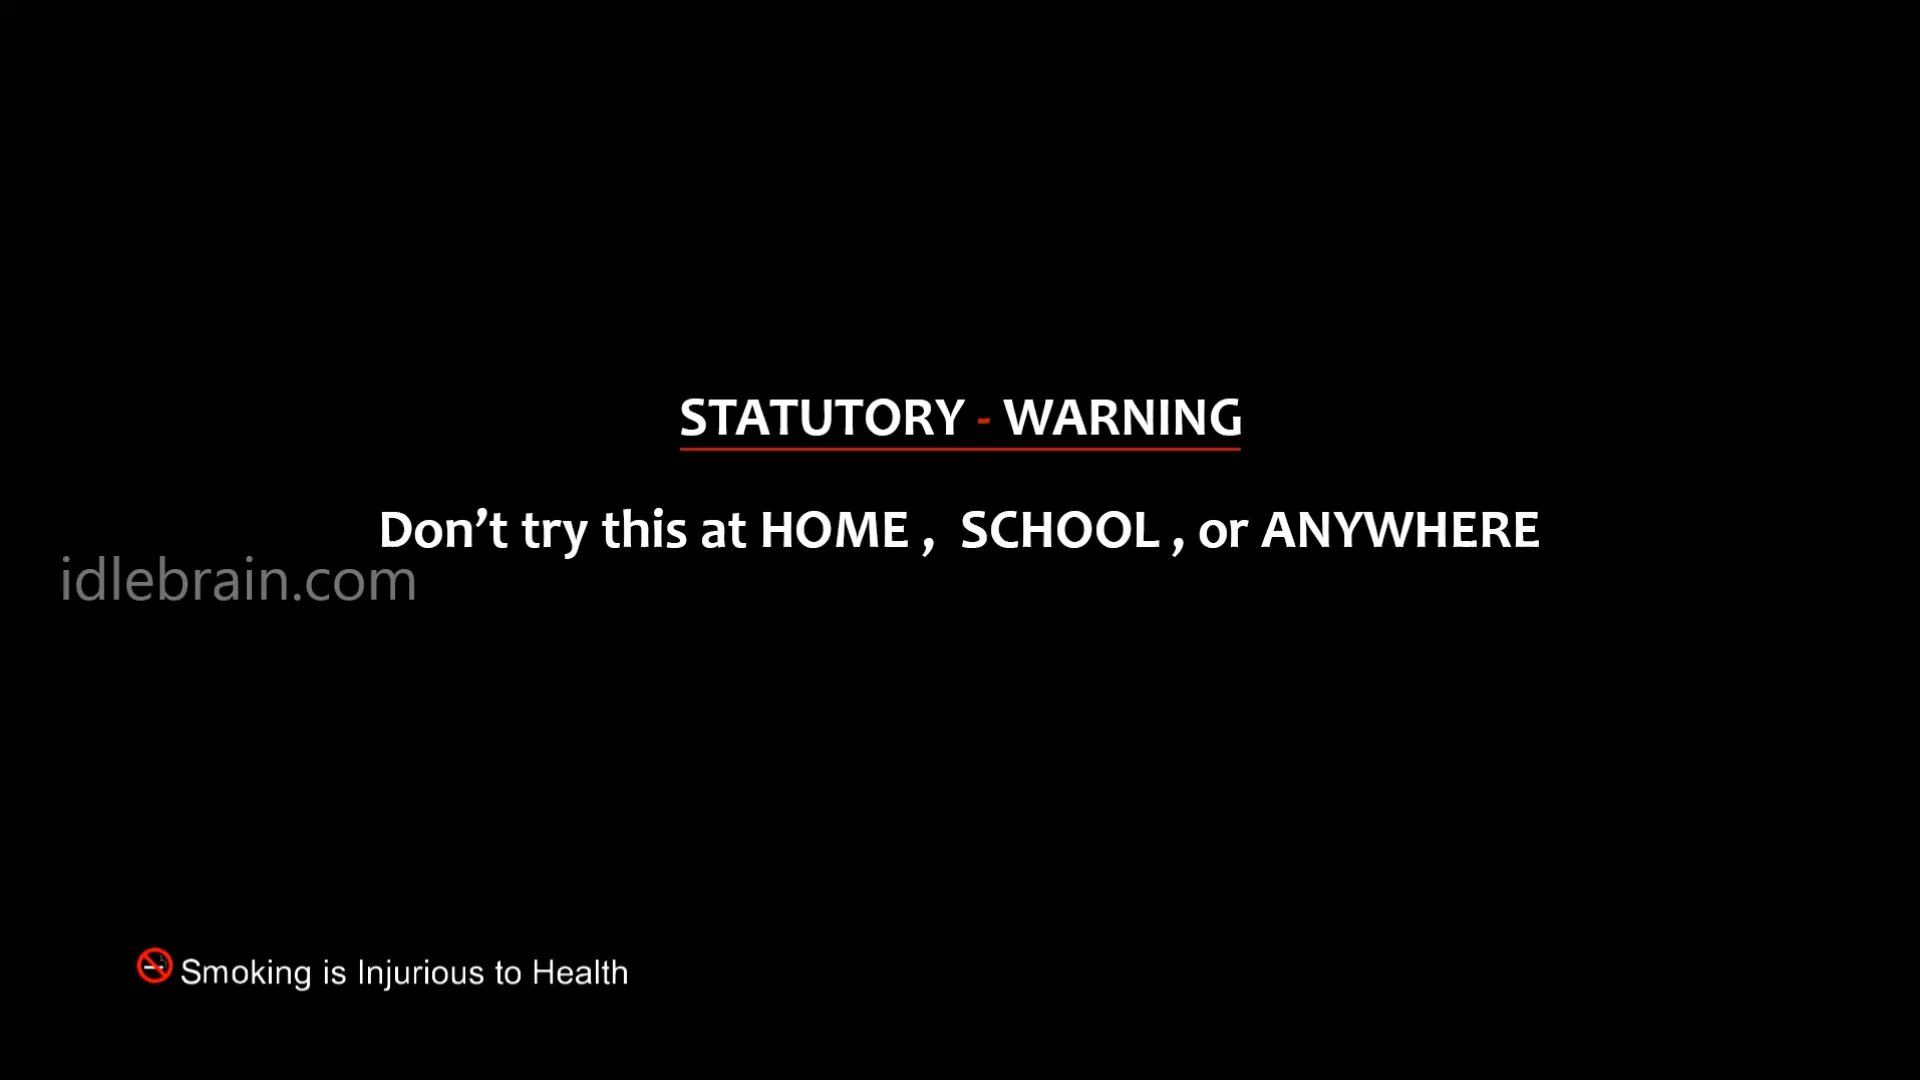 STATUTORY - WARNING
Don’t try this at HOME , SCHOOL , or ANYWHERE
idlebrain.com
Smoking is Injurious to Health